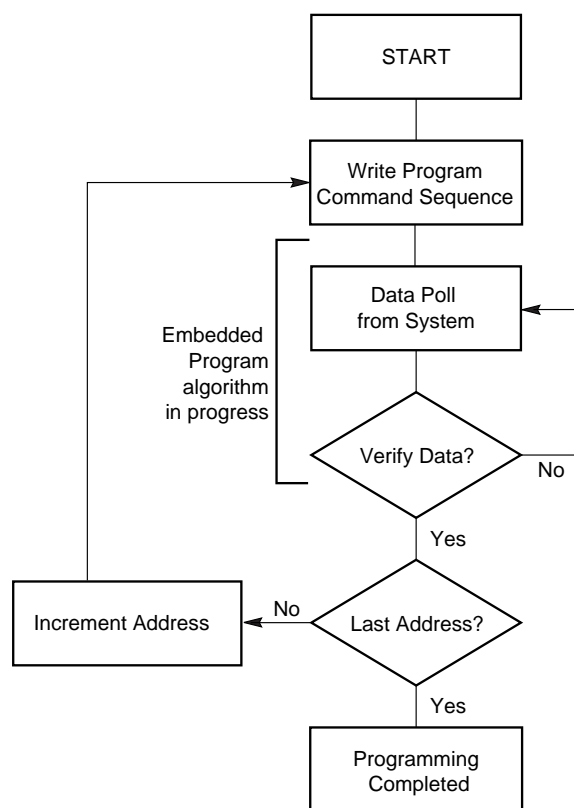 START
Write Program
Command Sequence
Data Poll
from System
Embedded
Program
algorithm
in progress
Verify Data?
No
Yes
Increment Address
No
Last Address?
Yes
Programming
Completed